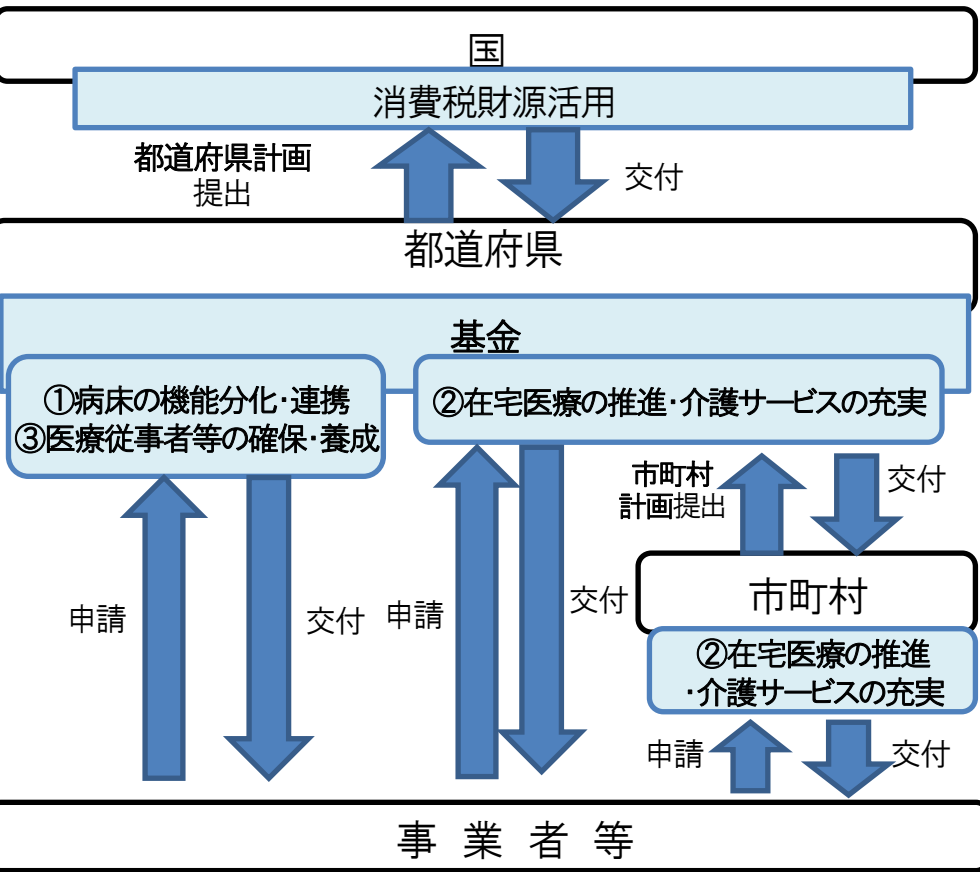 国
消費税財源活用
都道府県計画
提出
交付
都道府県
基金
①病床の機能分化・連携
③医療従事者等の確保・養成
②在宅医療の推進・介護サービスの充実
市町村
計画提出
交付
市町村
②在宅医療の推進
・介護サービスの充実
申請
交付
申請
交付
申請
交付
事業者等